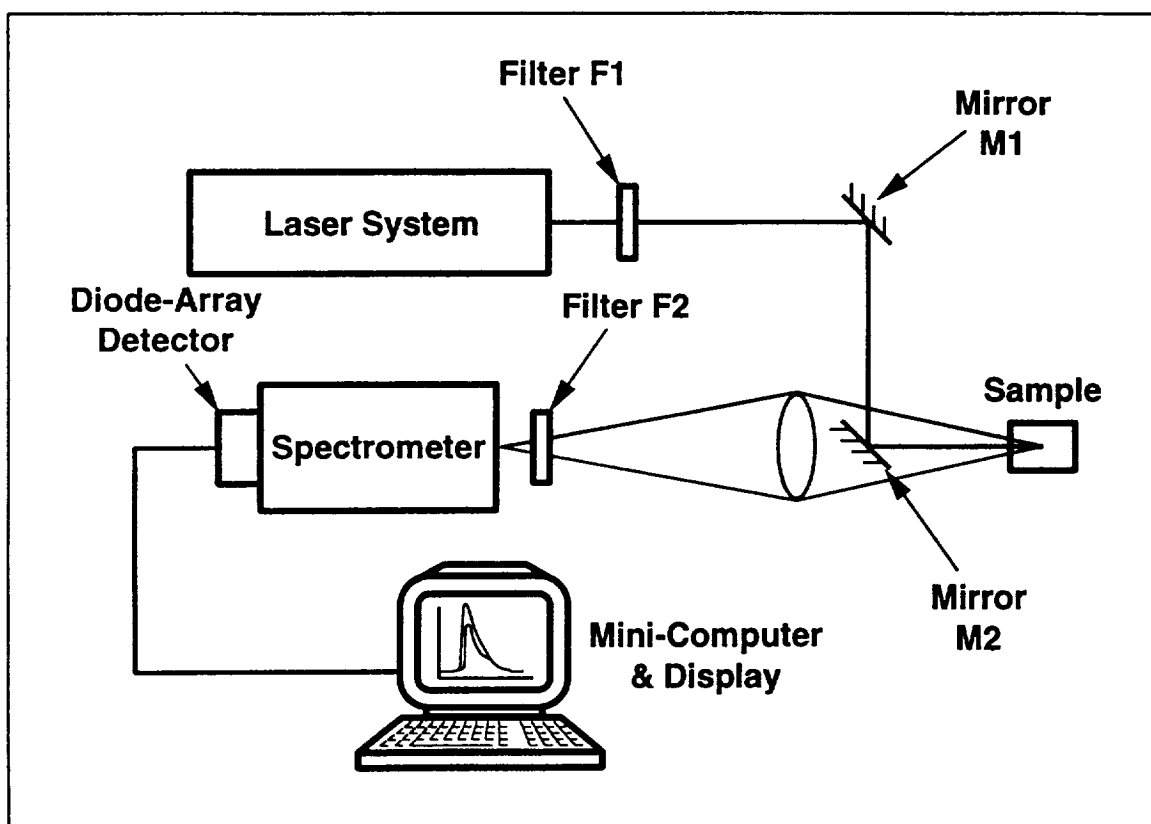 Filter F1
Mirror
M1
Laser System
Diode-Array
Detector
Filter F2
Sample
Spectrometer
Mirror
M2
Mini-Computer
& Display